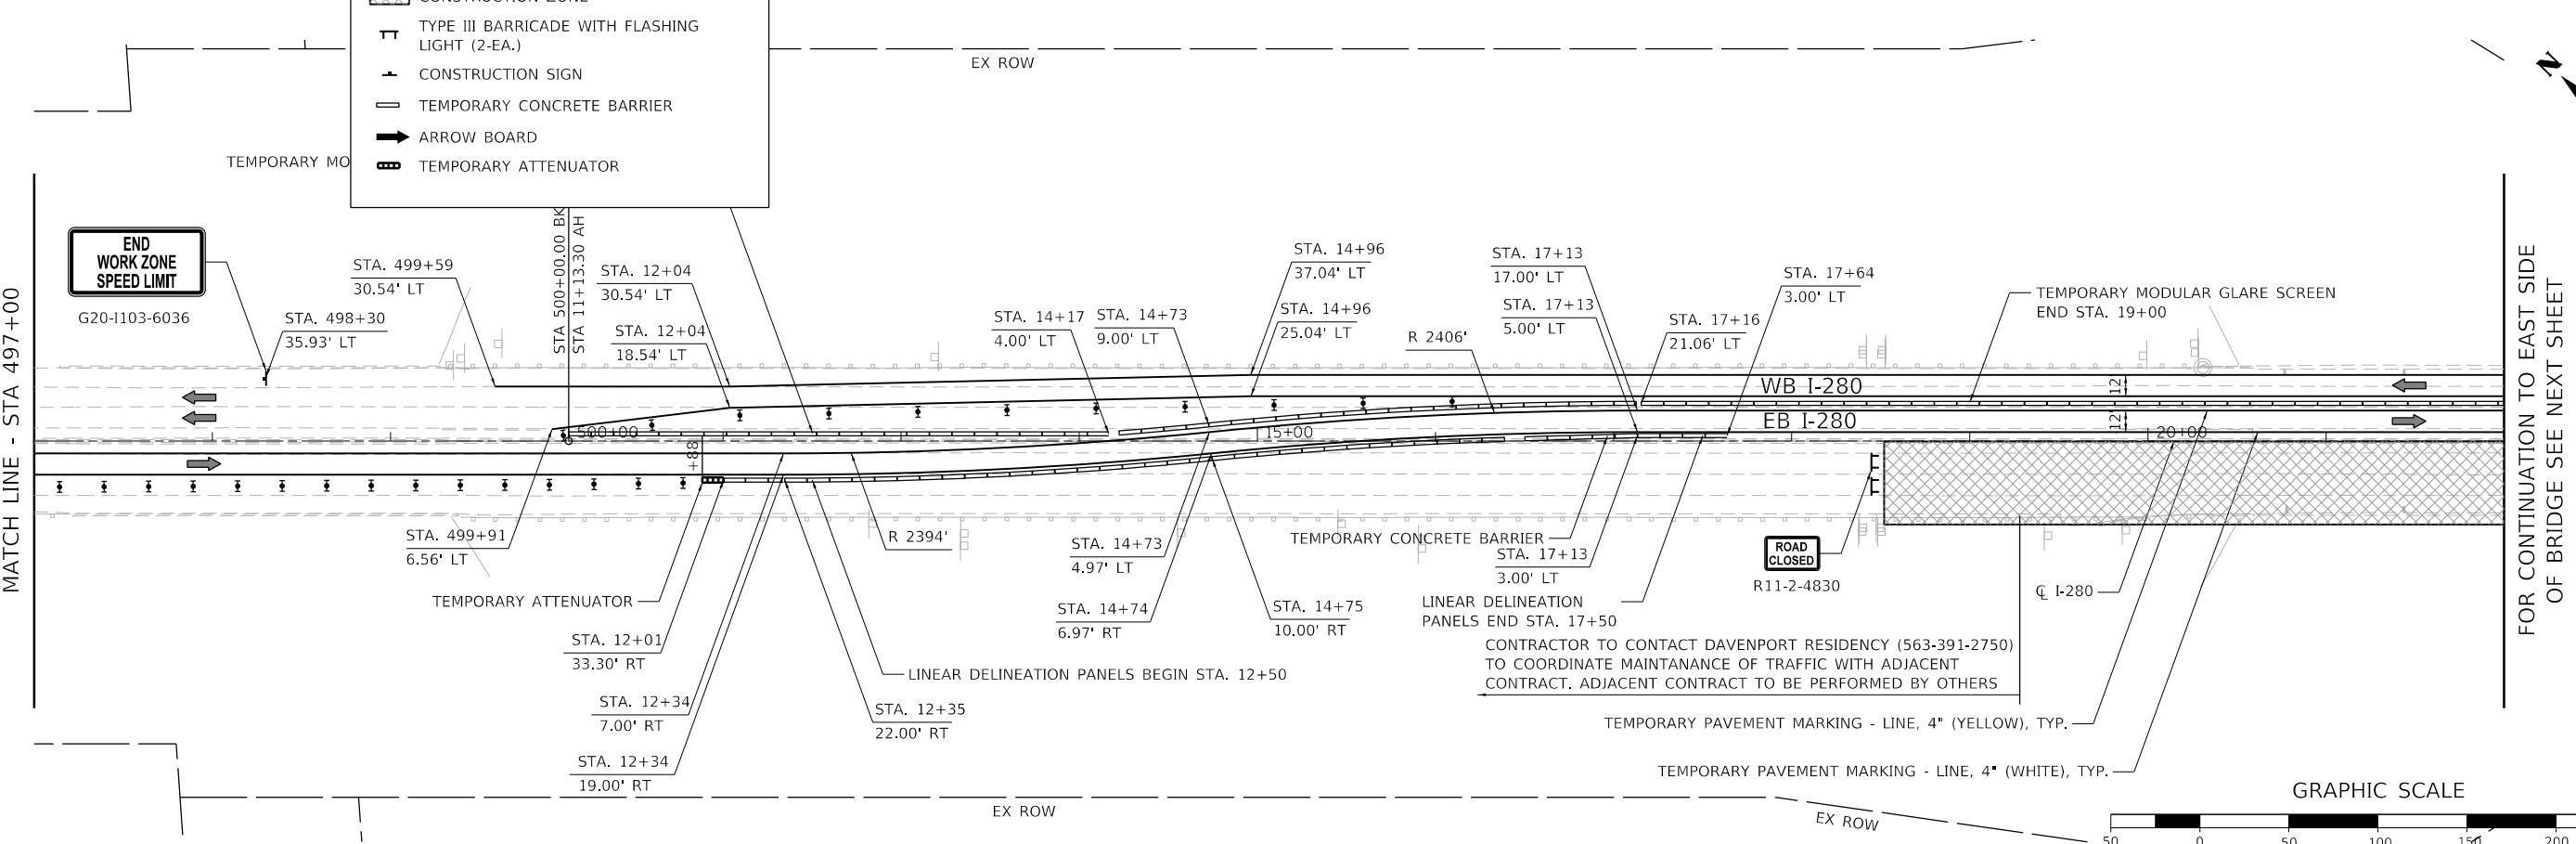 CONSTRUCTION ZONE
TYPE III BARRICADE WITH FLASHING
LIGHT (2-EA.)
CONSTRUCTION SIGN
TEMPORARY CONCRETE BARRIER
ARROW BOARD
TEMPORARY ATTENUATOR
EX ROW
N
TEMPORARY MO
MATCH LINE - STA 497+00
END
WORK ZONE
SPEED LIMIT
G20-I103-6036
STA. 498+30
35.93' LT
STA. 499+59
30.54' LT
STA 500+00.00 BK
STA 11+13.30 AH
STA. 12+04
30.54' LT
STA. 12+04
18.54' LT
STA. 14+17
4.00' LT
STA. 14+73
9.00' LT
STA. 14+96
37.04' LT
STA. 14+96
25.04' LT
R 2406'
STA. 17+13
17.00' LT
STA. 17+13
5.00' LT
STA. 17+16
21.06' LT
STA. 17+64
3.00' LT
TEMPORARY MODULAR GLARE SCREEN
END STA. 19+00
WB I-280
12'
EB I-280
12'
500+00
15+00
20+00
+88
STA. 499+91
6.56' LT
TEMPORARY ATTENUATOR
STA. 12+01
33.30' RT
STA. 12+34
7.00' RT
STA. 12+34
19.00' RT
R 2394'
LINEAR DELINEATION PANELS BEGIN STA. 12+50
STA. 12+35
22.00' RT
STA. 14+73
4.97' LT
STA. 14+74
6.97' RT
STA. 14+75
10.00' RT
TEMPORARY CONCRETE BARRIER
STA. 17+13
3.00' LT
LINEAR DELINEATION
PANELS END STA. 17+50
ROAD
CLOSED
R11-2-4830
℄ I-280
CONTRACTOR TO CONTACT DAVENPORT RESIDENCY (563-391-2750)
TO COORDINATE MAINTANANCE OF TRAFFIC WITH ADJACENT
CONTRACT. ADJACENT CONTRACT TO BE PERFORMED BY OTHERS
TEMPORARY PAVEMENT MARKING - LINE, 4" (YELLOW), TYP.
TEMPORARY PAVEMENT MARKING - LINE, 4" (WHITE), TYP.
FOR CONTINUATION TO EAST SIDE
OF BRIDGE SEE NEXT SHEET
EX ROW
EX ROW
GRAPHIC SCALE
50 0 50 100 150 200